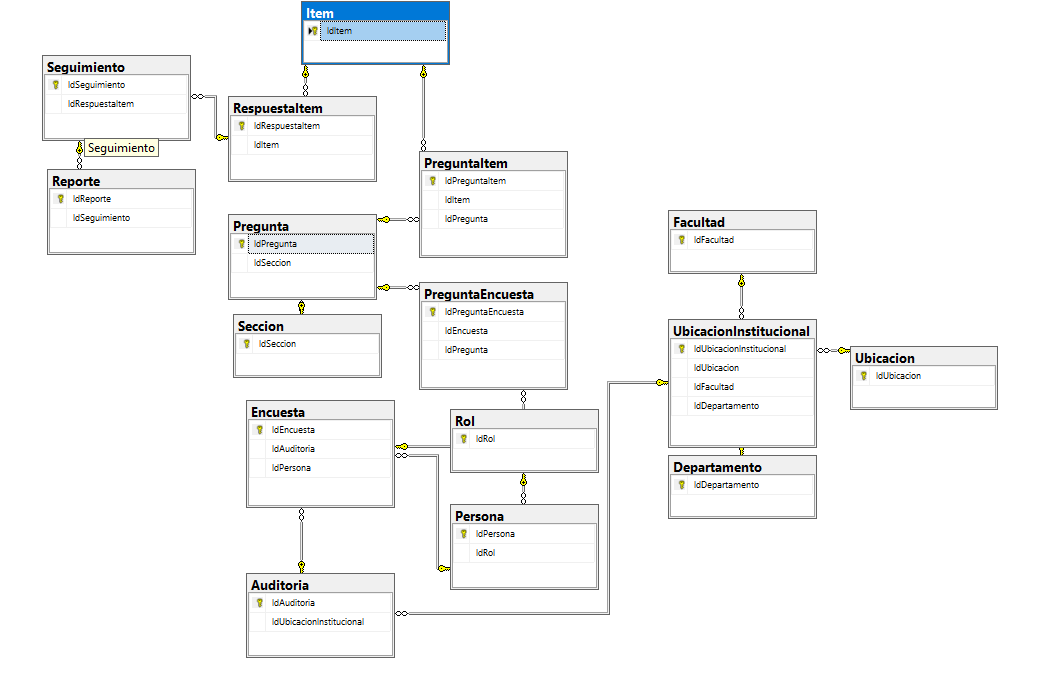 Item
IdItem
Seguimiento
IdSeguimiento
IdRespuestaItem
Seguimiento
RespuestaItem
IdRespuestaItem
IdItem
Reporte
IdReporte
IdSeguimiento
PreguntaItem
IdPreguntaItem
IdItem
IdPregunta
Pregunta
IdPregunta
IdSeccion
Seccion
IdSeccion
PreguntaEncuesta
IdPreguntaEncuesta
IdEncuesta
IdPregunta
Facultad
IdFacultad
UbicacionInstitucional
IdUbicacionInstitucional
IdUbicacion
IdFacultad
IdDepartamento
Ubicacion
IdUbicacion
Departamento
IdDepartamento
Encuesta
IdEncuesta
IdAuditoria
IdPersona
Rol
IdRol
Persona
IdPersona
IdRol
Auditoria
IdAuditoria
IdUbicacionInstitucional